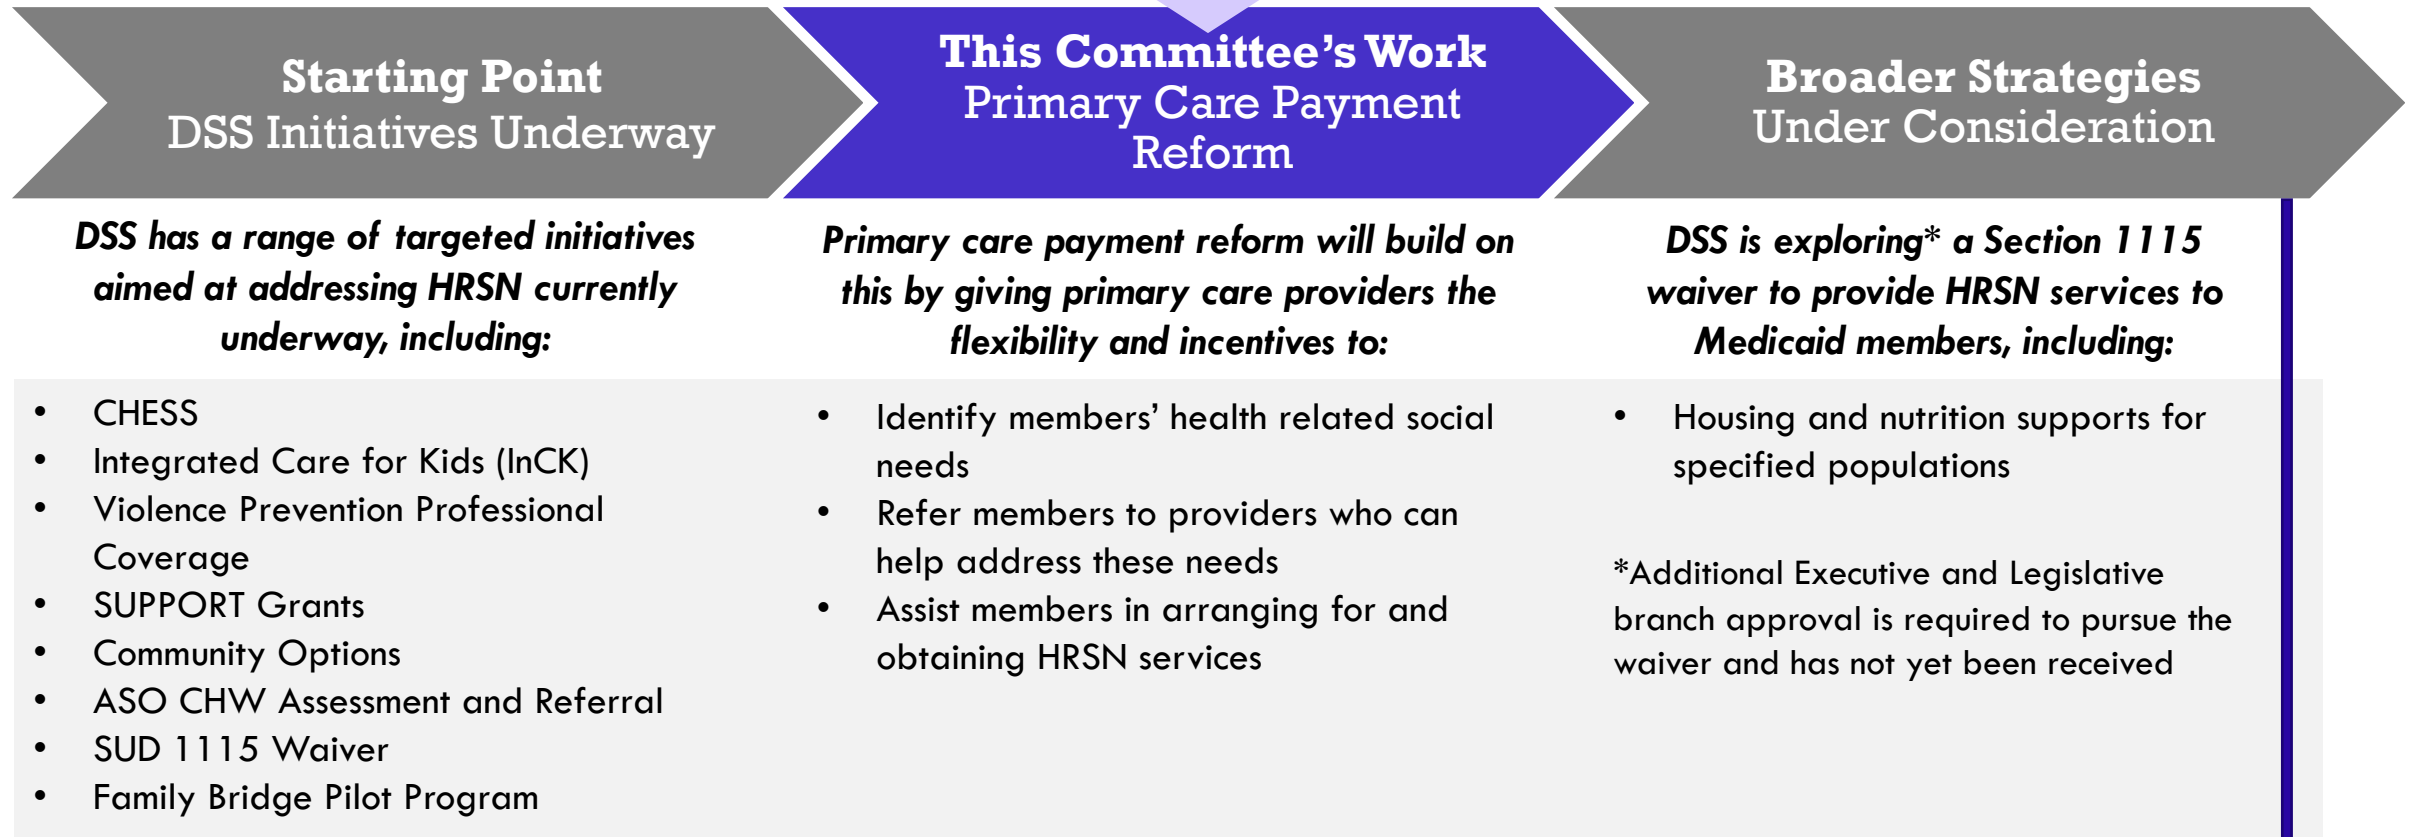 Starting Point
DSS Initiatives Underway
DSS has a range of targeted initiatives
aimed at addressing HRSN currently
underway, including:
• CHESS
• Integrated Care for Kids (InCK)
• Violence Prevention Professional
Coverage
• SUPPORT Grants
• Community Options
• ASO CHW Assessment and Referral
• SUD 1115 Waiver
• Family Bridge Pilot Program
This Committee's Work
Primary Care Payment
Reform
Primary care payment reform will build on
this by giving primary care providers the
flexibility and incentives to:
• Identify members' health related social
needs
• Refer members to providers who can
help address these needs
• Assist members in arranging for and
obtaining HRSN services
Broader Strategies
Under Consideration
DSS is exploring* a Section 1115
waiver to provide HRSN services to
Medicaid members, including:
• Housing and nutrition supports for
specified populations
*Additional Executive and Legislative
branch approval is required to pursue the
waiver and has not yet been received